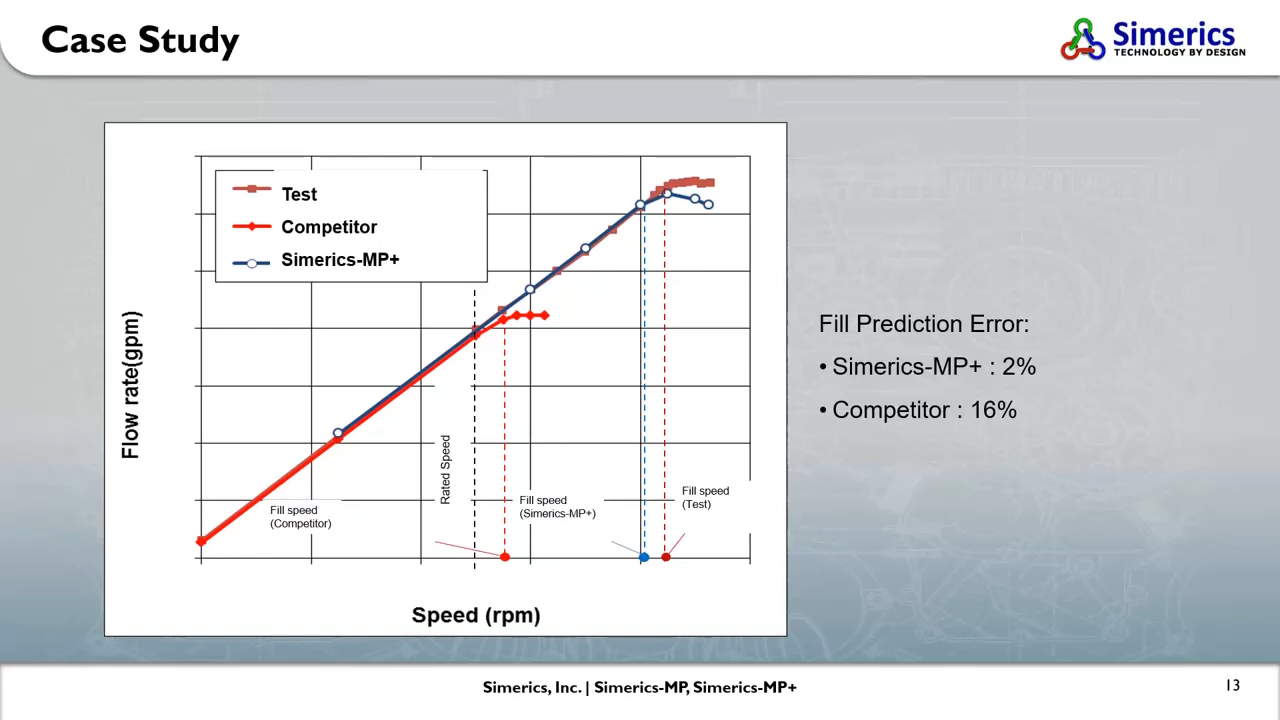 Case Study
Simerics
TECHNOLOGY BY DESIGN
Test
Competitor
Simerics-MP+
Flow rate(gpm)
Rated Speed
Fill speed
(Competitor)
Fill speed
(Simerics-MP+)
Fill speed
(Test)
Speed (rpm)
Fill Prediction Error:
• Simerics-MP+ : 2%
• Competitor : 16%
Simerics, Inc. | Simerics-MP, Simerics-MP+
13